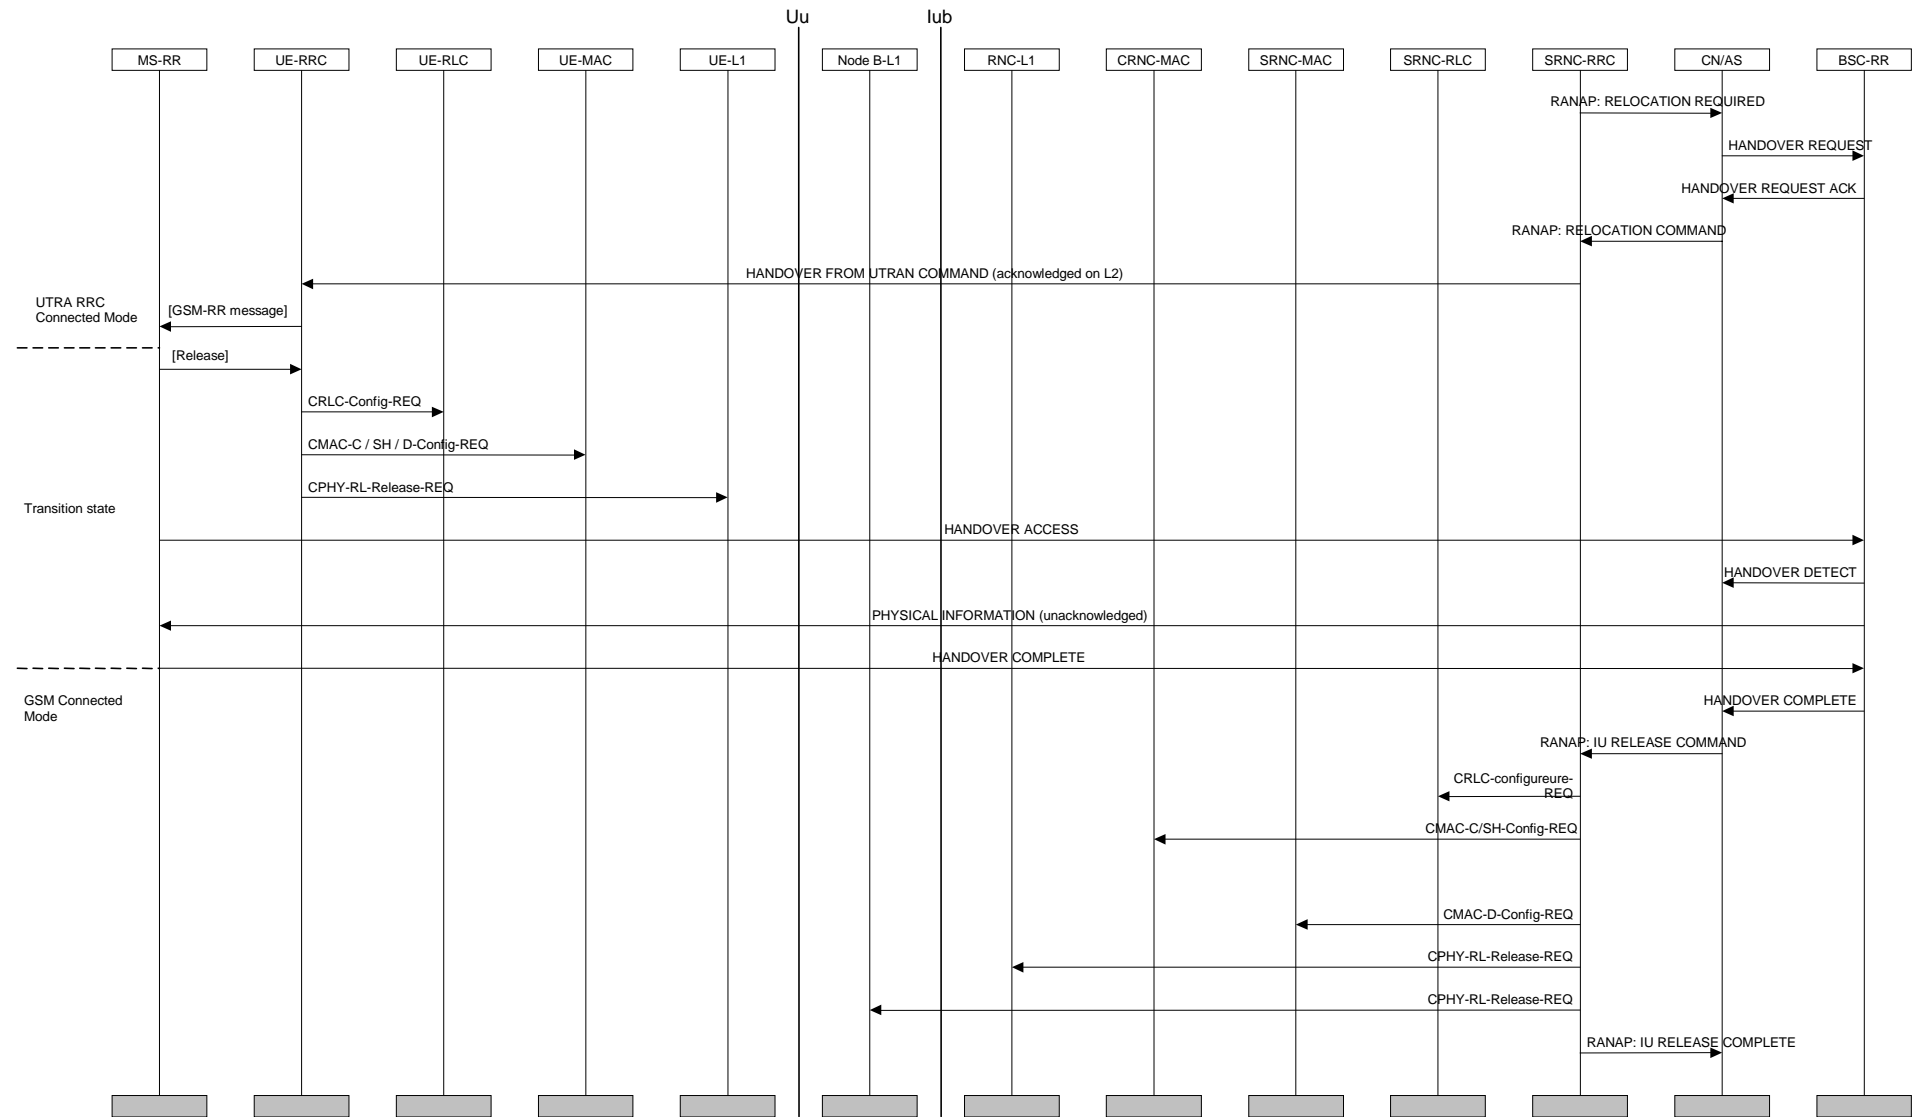 Uu
Iub
MS-RR
UE-RRC
UE-RLC
UE-MAC
UE-L1
Node B-L1
RNC-L1
CRNC-MAC
SRNC-MAC
SRNC-RLC
SRNC-RRC
CN/AS
BSC-RR
RANAP: RELOCATION REQUIRED
HANDOVER REQUEST
HANDOVER REQUEST ACK
RANAP: RELOCATION COMMAND
HANDOVER FROM UTRAN COMMAND (acknowledged on L2)
UTRA RRC
Connected Mode
[GSM-RR message]
[Release]
CRLC-Config-REQ
CMAC-C / SH / D-Config-REQ
CPHY-RL-Release-REQ
Transition state
HANDOVER ACCESS
HANDOVER DETECT
PHYSICAL INFORMATION (unacknowledged)
HANDOVER COMPLETE
GSM Connected
Mode
HANDOVER COMPLETE
RANAP: IU RELEASE COMMAND
CRLC-configureure-
REQ
CMAC-C/SH-Config-REQ
CMAC-D-Config-REQ
CPHY-RL-Release-REQ
CPHY-RL-Release-REQ
RANAP: IU RELEASE COMPLETE